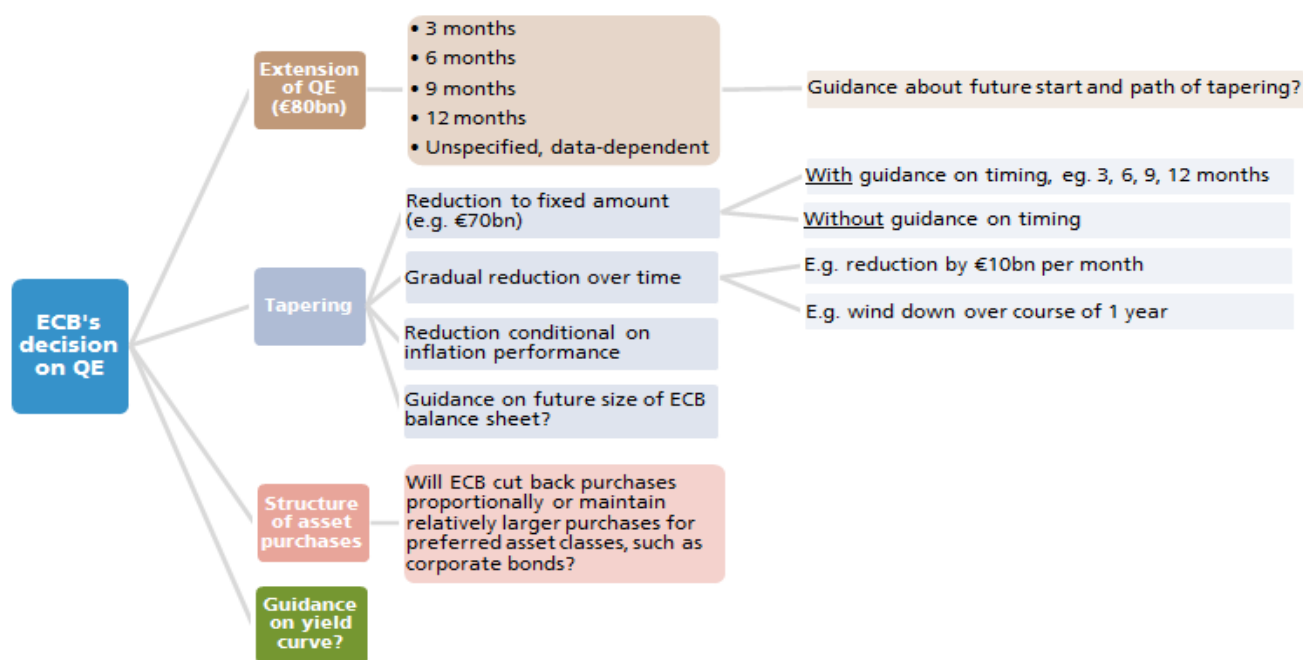 ECB's
decision
on QE
Extension
of QE
(€80bn)
• 3 months
• 6 months
• 9 months
• 12 months
• Unspecified, data-dependent
Guidance about future start and path of tapering?
Tapering
Reduction to fixed amount
(e.g. €70bn)
With guidance on timing, eg. 3, 6, 9, 12 months
Without guidance on timing
Gradual reduction over time
E.g. reduction by €10bn per month
E.g. wind down over course of 1 year
Reduction conditional on
inflation performance
Guidance on future size of ECB
balance sheet?
Structure
of asset
purchases
Will ECB cut back purchases
proportionally or maintain
relatively larger purchases for
preferred asset classes, such as
corporate bonds?
Guidance
on yield
curve?